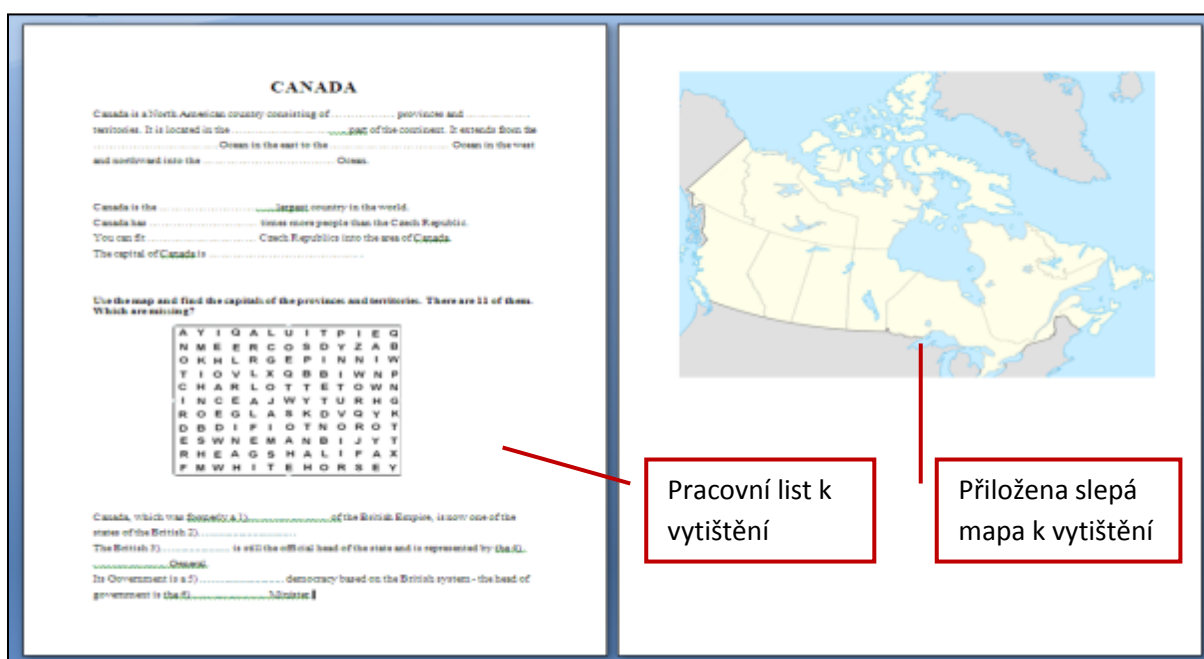 CANADA
Canada is a North American country consisting of .................. provinces and ..................
territories. It is located in the .................................. part of the continent. It extends from the
.................................. Ocean in the east to the .................................. Ocean in the west
and northward into the .................................. Ocean.
Canada is the .................................. largest country in the world.
Canada has .................................. times more people than the Czech Republic.
You can fit .................................. Czech Republics into the area of Canada.
The capital of Canada is ..................................
Use the map and find the capitals of the provinces and territories. There are 11 of them.
Which are missing?
A Y I Q A L U I T P I E G
N M E E R C O S D Y Z A B
O K H L R G E P I N N I W
T I O V L X Q B B I W N P
C H A R L O T T E T O W N
I N C E A J W Y T U R H G
R O E G L A S K D V Q Y K
D B D I F I O T N O R O T
E S W N E M A N B I J Y T
R H E A G S H A L I F A X
F M W H I T E H O R S E Y
Canada, which was formerly a 1).......................... of the British Empire, is now one of the
states of the British 2)..........................
The British 3).................... is still the official head of the state and is represented by the 4)..
.................... General.
Its Government is a 5) .......................... democracy based on the British system - the head of
government is the 6).......................... Minister.
Pracovní list k
vytištění
Přiložena slepá
mapa k vytištění